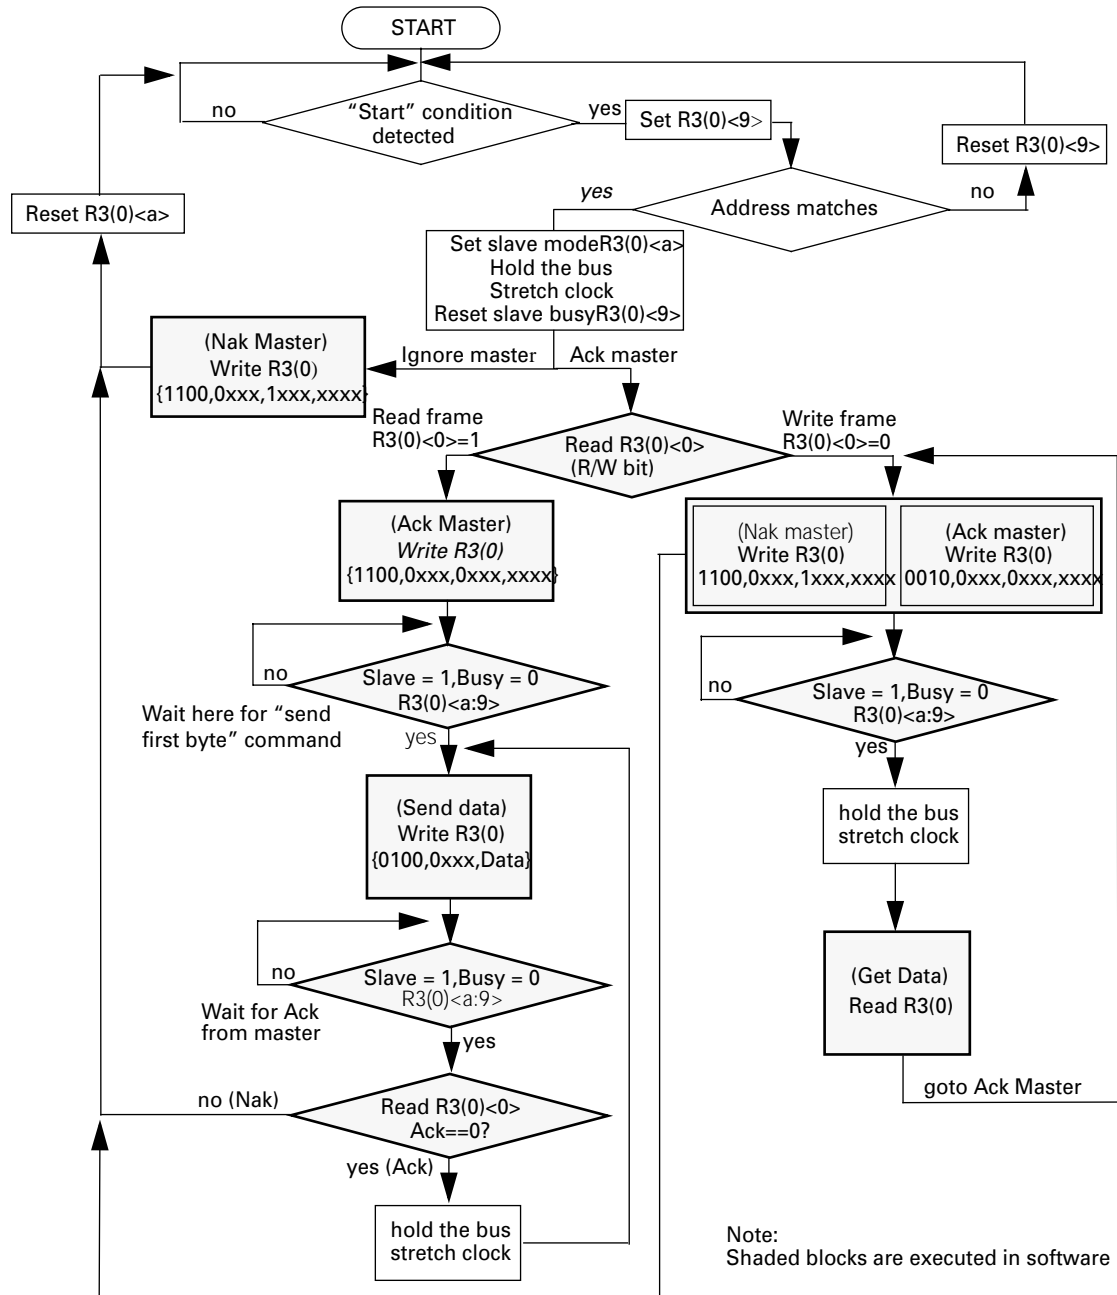 START
no
"Start" condition
detected
yes
Set R3(0)<9>
Reset R3(0)<9>
Reset R3(0)<a>
yes
Address matches
no
Set slave modeR3(0)<a>
Hold the bus
Stretch clock
Reset slave busyR3(0)<9>
(Nak Master)
Write R3(0)
{1100,0xxx,1xxx,xxxx}
Ignore master
Ack master
Read frame
R3(0)<0>=1
Read R3(0)<0>
(R/W bit)
Write frame
R3(0)<0>=0
(Ack Master)
Write R3(0)
{1100,0xxx,0xxx,xxxx}
(Nak master)
Write R3(0)
1100,0xxx,1xxx,xxxx
(Ack master)
Write R3(0)
0010,0xxx,0xxx,xxxx
no
Slave = 1,Busy = 0
R3(0)<a:9>
Wait here for "send
first byte" command
yes
no
Slave = 1,Busy = 0
R3(0)<a:9>
yes
(Send data)
Write R3(0)
{0100,0xxx,Data}
hold the bus
stretch clock
no
Slave = 1,Busy = 0
R3(0)<a:9>
Wait for Ack
from master
yes
(Get Data)
Read R3(0)
no (Nak)
Read R3(0)<0>
Ack==0?
goto Ack Master
yes (Ack)
hold the bus
stretch clock
Note:
Shaded blocks are executed in software